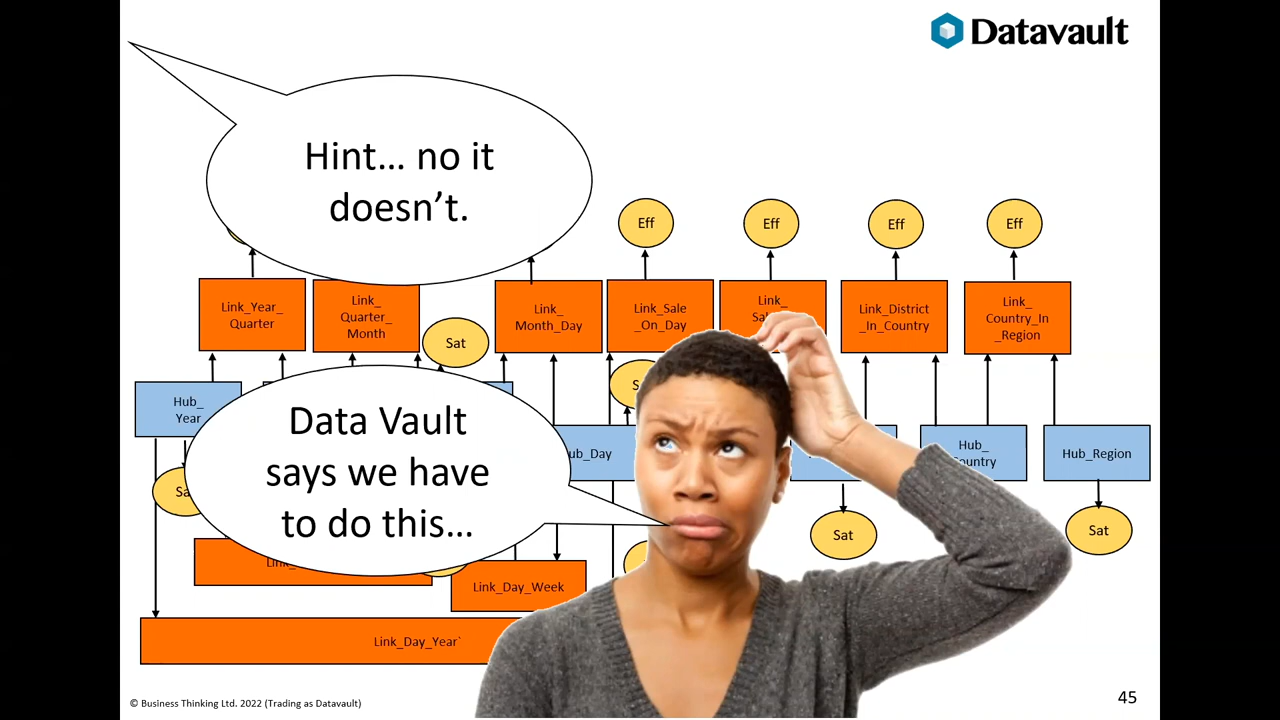 Datavault
Hint... no it
doesn't.
Eff
Eff
Eff
Eff
Link_Year_
Quarter
Link_
Quarter_
Month
Link_
Month_Day
Link_Sale
_On_Day
Link_
Link_District
_In_Country
Link_
Country_In
_Region
Sat
Hub_
Year
Data Vault
says we have
to do this...
Hub_
Hub_Region
Sat
Sat
Link_Day_Week
Link_Day_Year`
© Business Thinking Ltd. 2022 (Trading as Datavault)
45